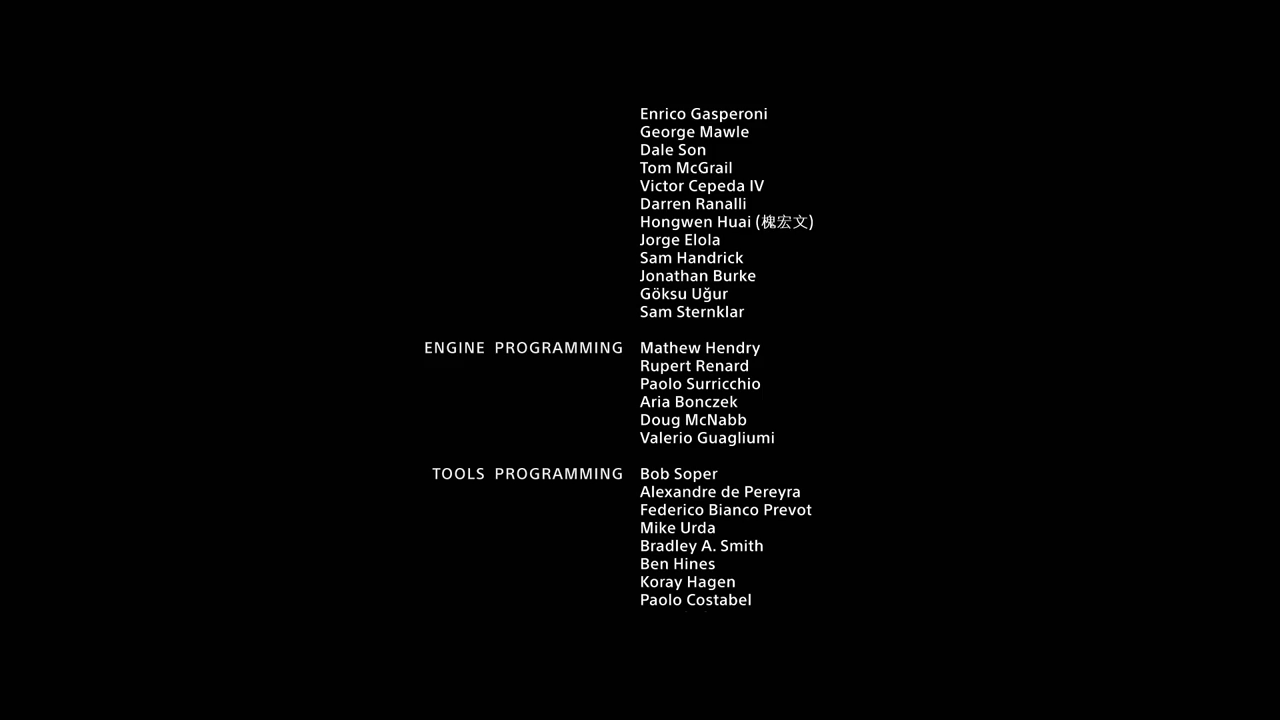 Enrico Gasperoni
George Mawle
Dale Son
Tom McGrail
Victor Cepeda IV
Darren Ranalli
Hongwen Huai (槐宏文)
Jorge Elola
Sam Handrick
Jonathan Burke
Göksu Uğur
Sam Sternklar
ENGINE PROGRAMMING Mathew Hendry
Rupert Renard
Paolo Surricchio
Aria Bonczek
Doug McNabb
Valerio Guagliumi
TOOLS PROGRAMMING Bob Soper
Alexandre de Pereyra
Federico Bianco Prevot
Mike Urda
Bradley A. Smith
Ben Hines
Koray Hagen
Paolo Costabel